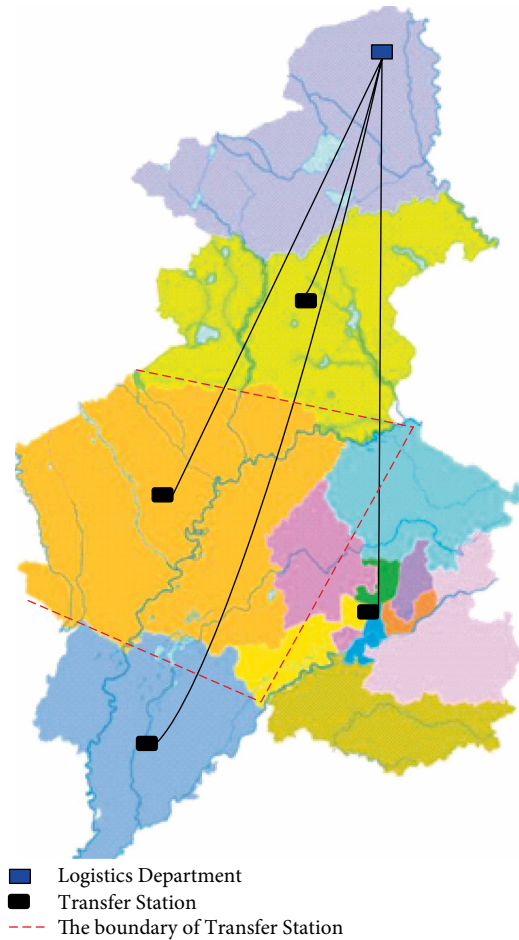 Logistics Department
Transfer Station
The boundary of Transfer Station